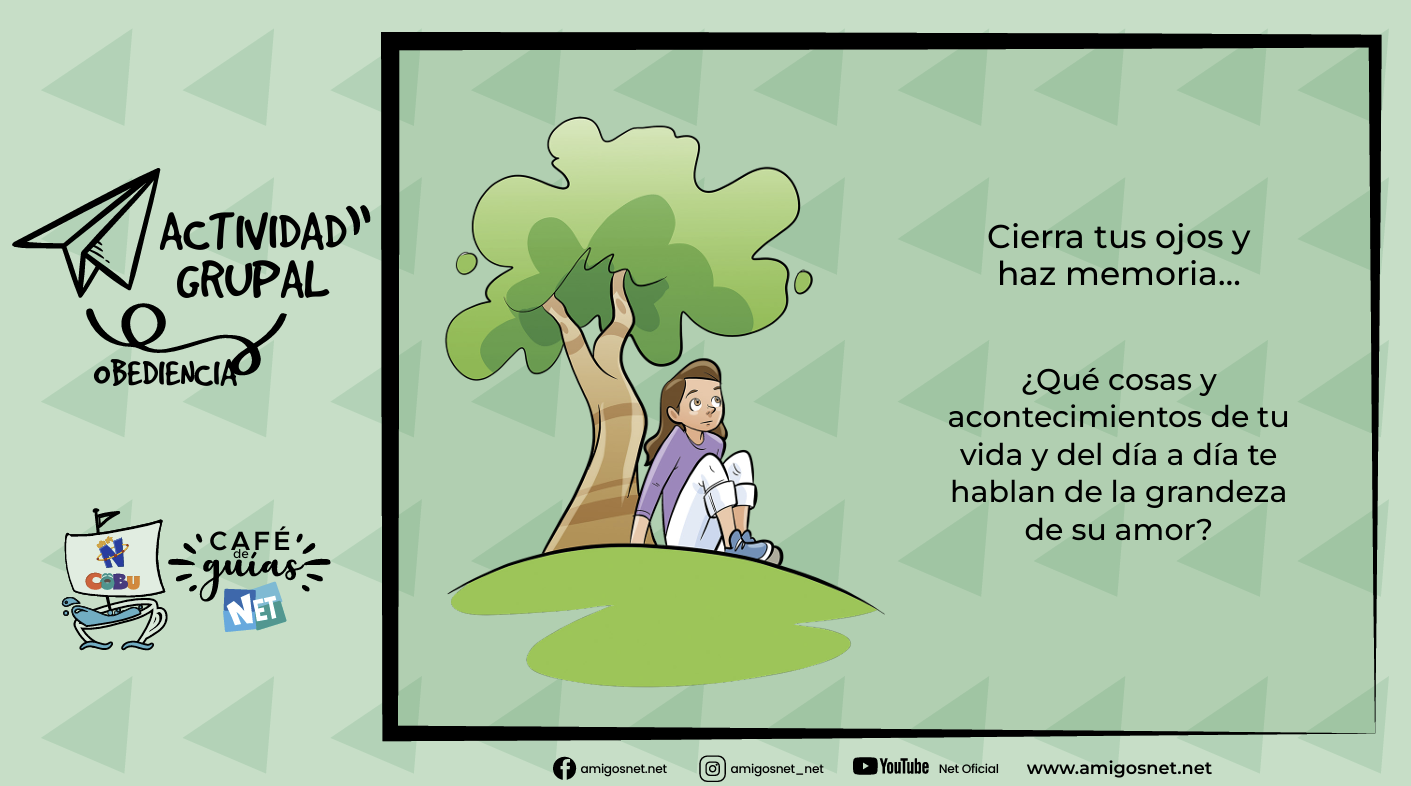 ACTIVIDAD
GRUPAL
OBEDIENCIA
N
COBU
CAFÉ
de
guías
NET
Cierra tus ojos y
haz memoria...
¿Qué cosas y
acontecimientos de tu
vida y del día a día te
hablan de la grandeza
de su amor?
amigosnet.net
amigosnet_net
YouTube Net Oficial
www.amigosnet.net